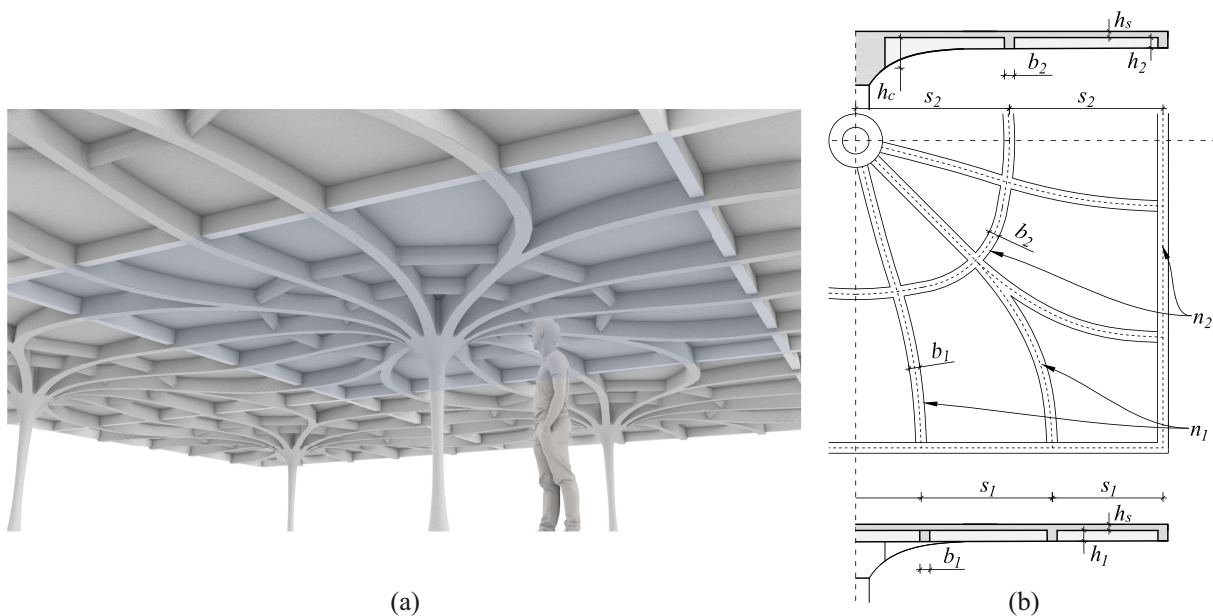 h_s
h_2
b_2
h_c
s_2 s_2
b_2
n_2
b_1
n_1
s_1 s_1
h_s
h_1
b_1
(a) (b)